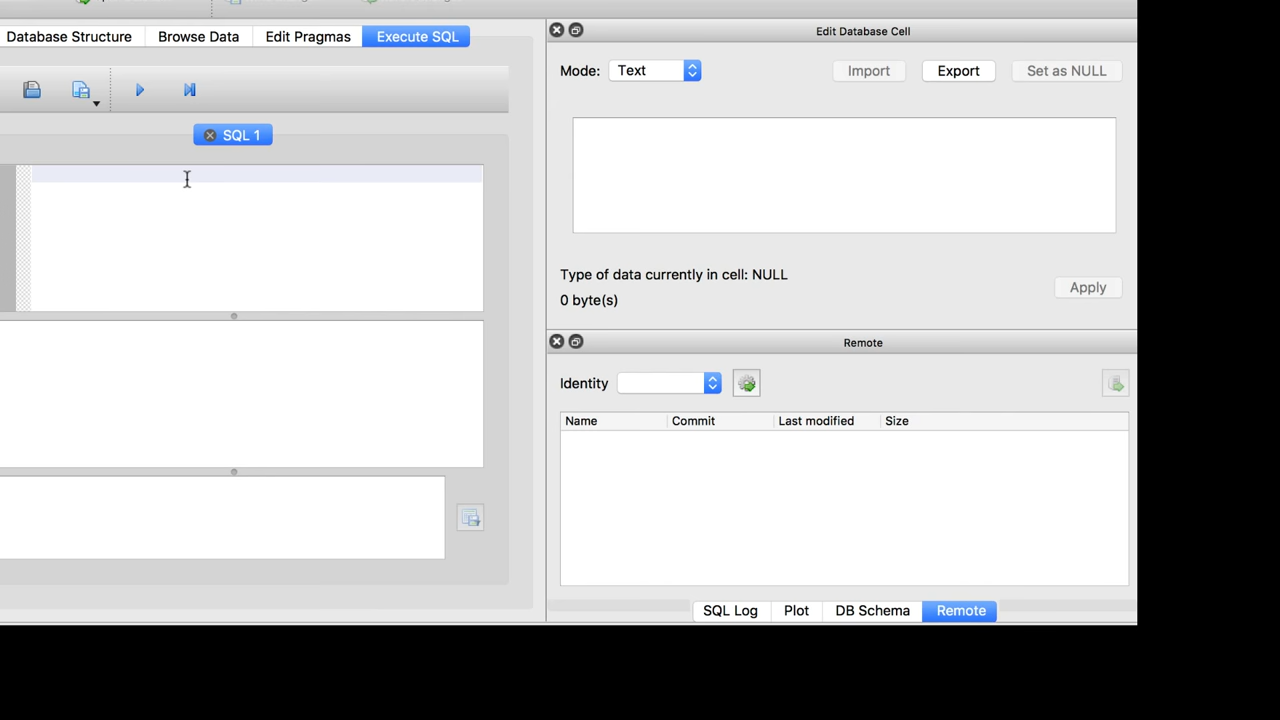 Database Structure Browse Data Edit Pragmas Execute SQL
SQL 1
Edit Database Cell
Mode: Text Import Export Set as NULL
Type of data currently in cell: NULL
0 byte(s)
Apply
Remote
Identity
Name Commit Last modified Size
SQL Log Plot DB Schema Remote